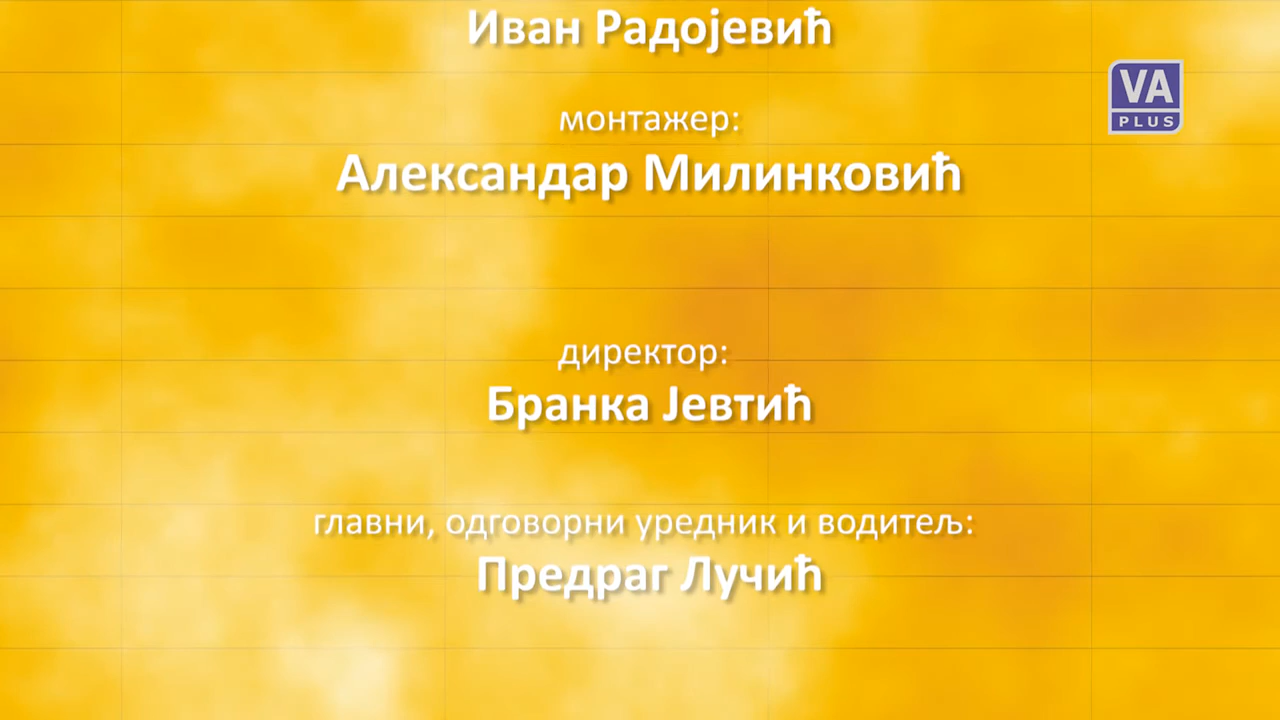 Иван Радојевић
VA
PLUS
монтажер:
Александар Милинковић
директор:
Бранка Јевтић
главни, одговорни уредник и водитељ:
Предраг Лучић